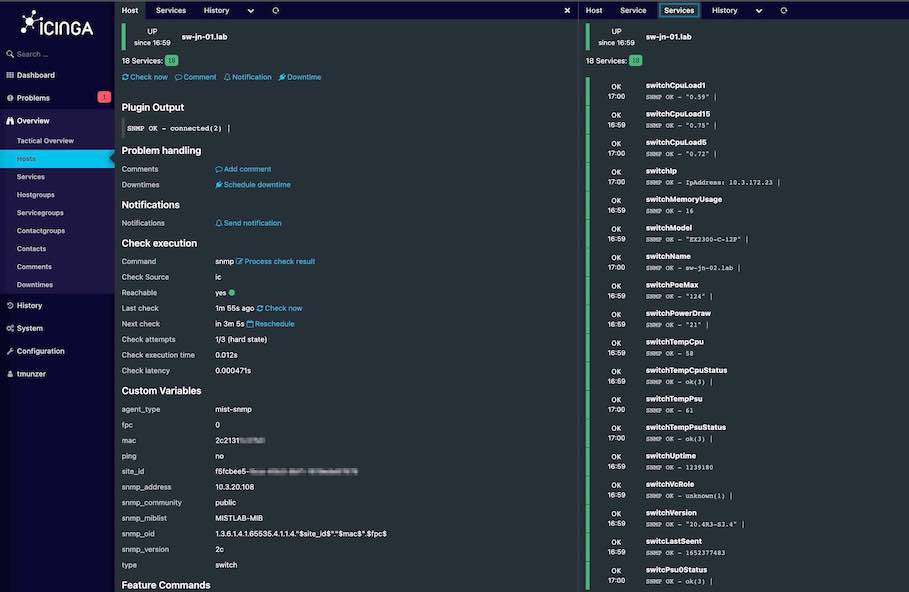 ICINGA
Search ...
Dashboard
Problems 1
Overview
Tactical Overview
Hosts
Services
Hostgroups
Servicegroups
Contactgroups
Contacts
Comments
Downtimes
History
System
Configuration
tmunzer
Host Services History
UP
since 16:59
sw-jn-01.lab
18 Services: 18
Check now Comment Notification Downtime
Plugin Output
SNMP OK - connected(2) |
Problem handling
Comments Add comment
Downtimes Schedule downtime
Notifications
Notifications Send notification
Check execution
Command snmp Process check result
Check Source ic
Reachable yes
Last check 1m 55s ago Check now
Next check in 3m 5s Reschedule
Check attempts 1/3 (hard state)
Check execution time 0.012s
Check latency 0.000471s
Custom Variables
agent_type mist-snmp
fpc 0
mac 2c2131
ping no
site_id f5fcbee5-
snmp_address 10.3.20.108
snmp_community public
snmp_miblist MISTLAB-MIB
snmp_oid 1.3.6.1.4.1.65535.4.1.1.4."$site_id$"."$mac$".$fpc$
snmp_version 2c
type switch
Feature Commands
Host Service Services History
UP
since 16:59
sw-jn-01.lab
18 Services: 18
OK switchCpuLoad1
17:00 SNMP OK - "0.59" |
OK switchCpuLoad15
16:59 SNMP OK - "0.75" |
OK switchCpuLoad5
17:00 SNMP OK - "0.72" |
OK switchIp
17:00 SNMP OK - IpAddress: 10.3.172.23 |
OK switchMemoryUsage
16:59 SNMP OK - 16
OK switchModel
16:59 SNMP OK - "EX2300-C-12P" |
OK switchName
17:00 SNMP OK - sw-jn-02.lab |
OK switchPoeMax
16:59 SNMP OK - "124" |
OK switchPowerDraw
17:00 SNMP OK - "21" |
OK switchTempCpu
16:59 SNMP OK - 58
OK switchTempCpuStatus
16:59 SNMP OK - ok(3) |
OK switchTempPsu
17:00 SNMP OK - 61
OK switchTempPsuStatus
17:00 SNMP OK - ok(3) |
OK switchUptime
16:59 SNMP OK - 1239180
OK switchVcRole
16:59 SNMP OK - unknown(1) |
OK switchVersion
16:59 SNMP OK - "20.4R3-S3.4" |
OK switcLastSeent
16:59 SNMP OK - 1652377483
OK switcPsu0Status
17:00 SNMP OK - ok(3) |